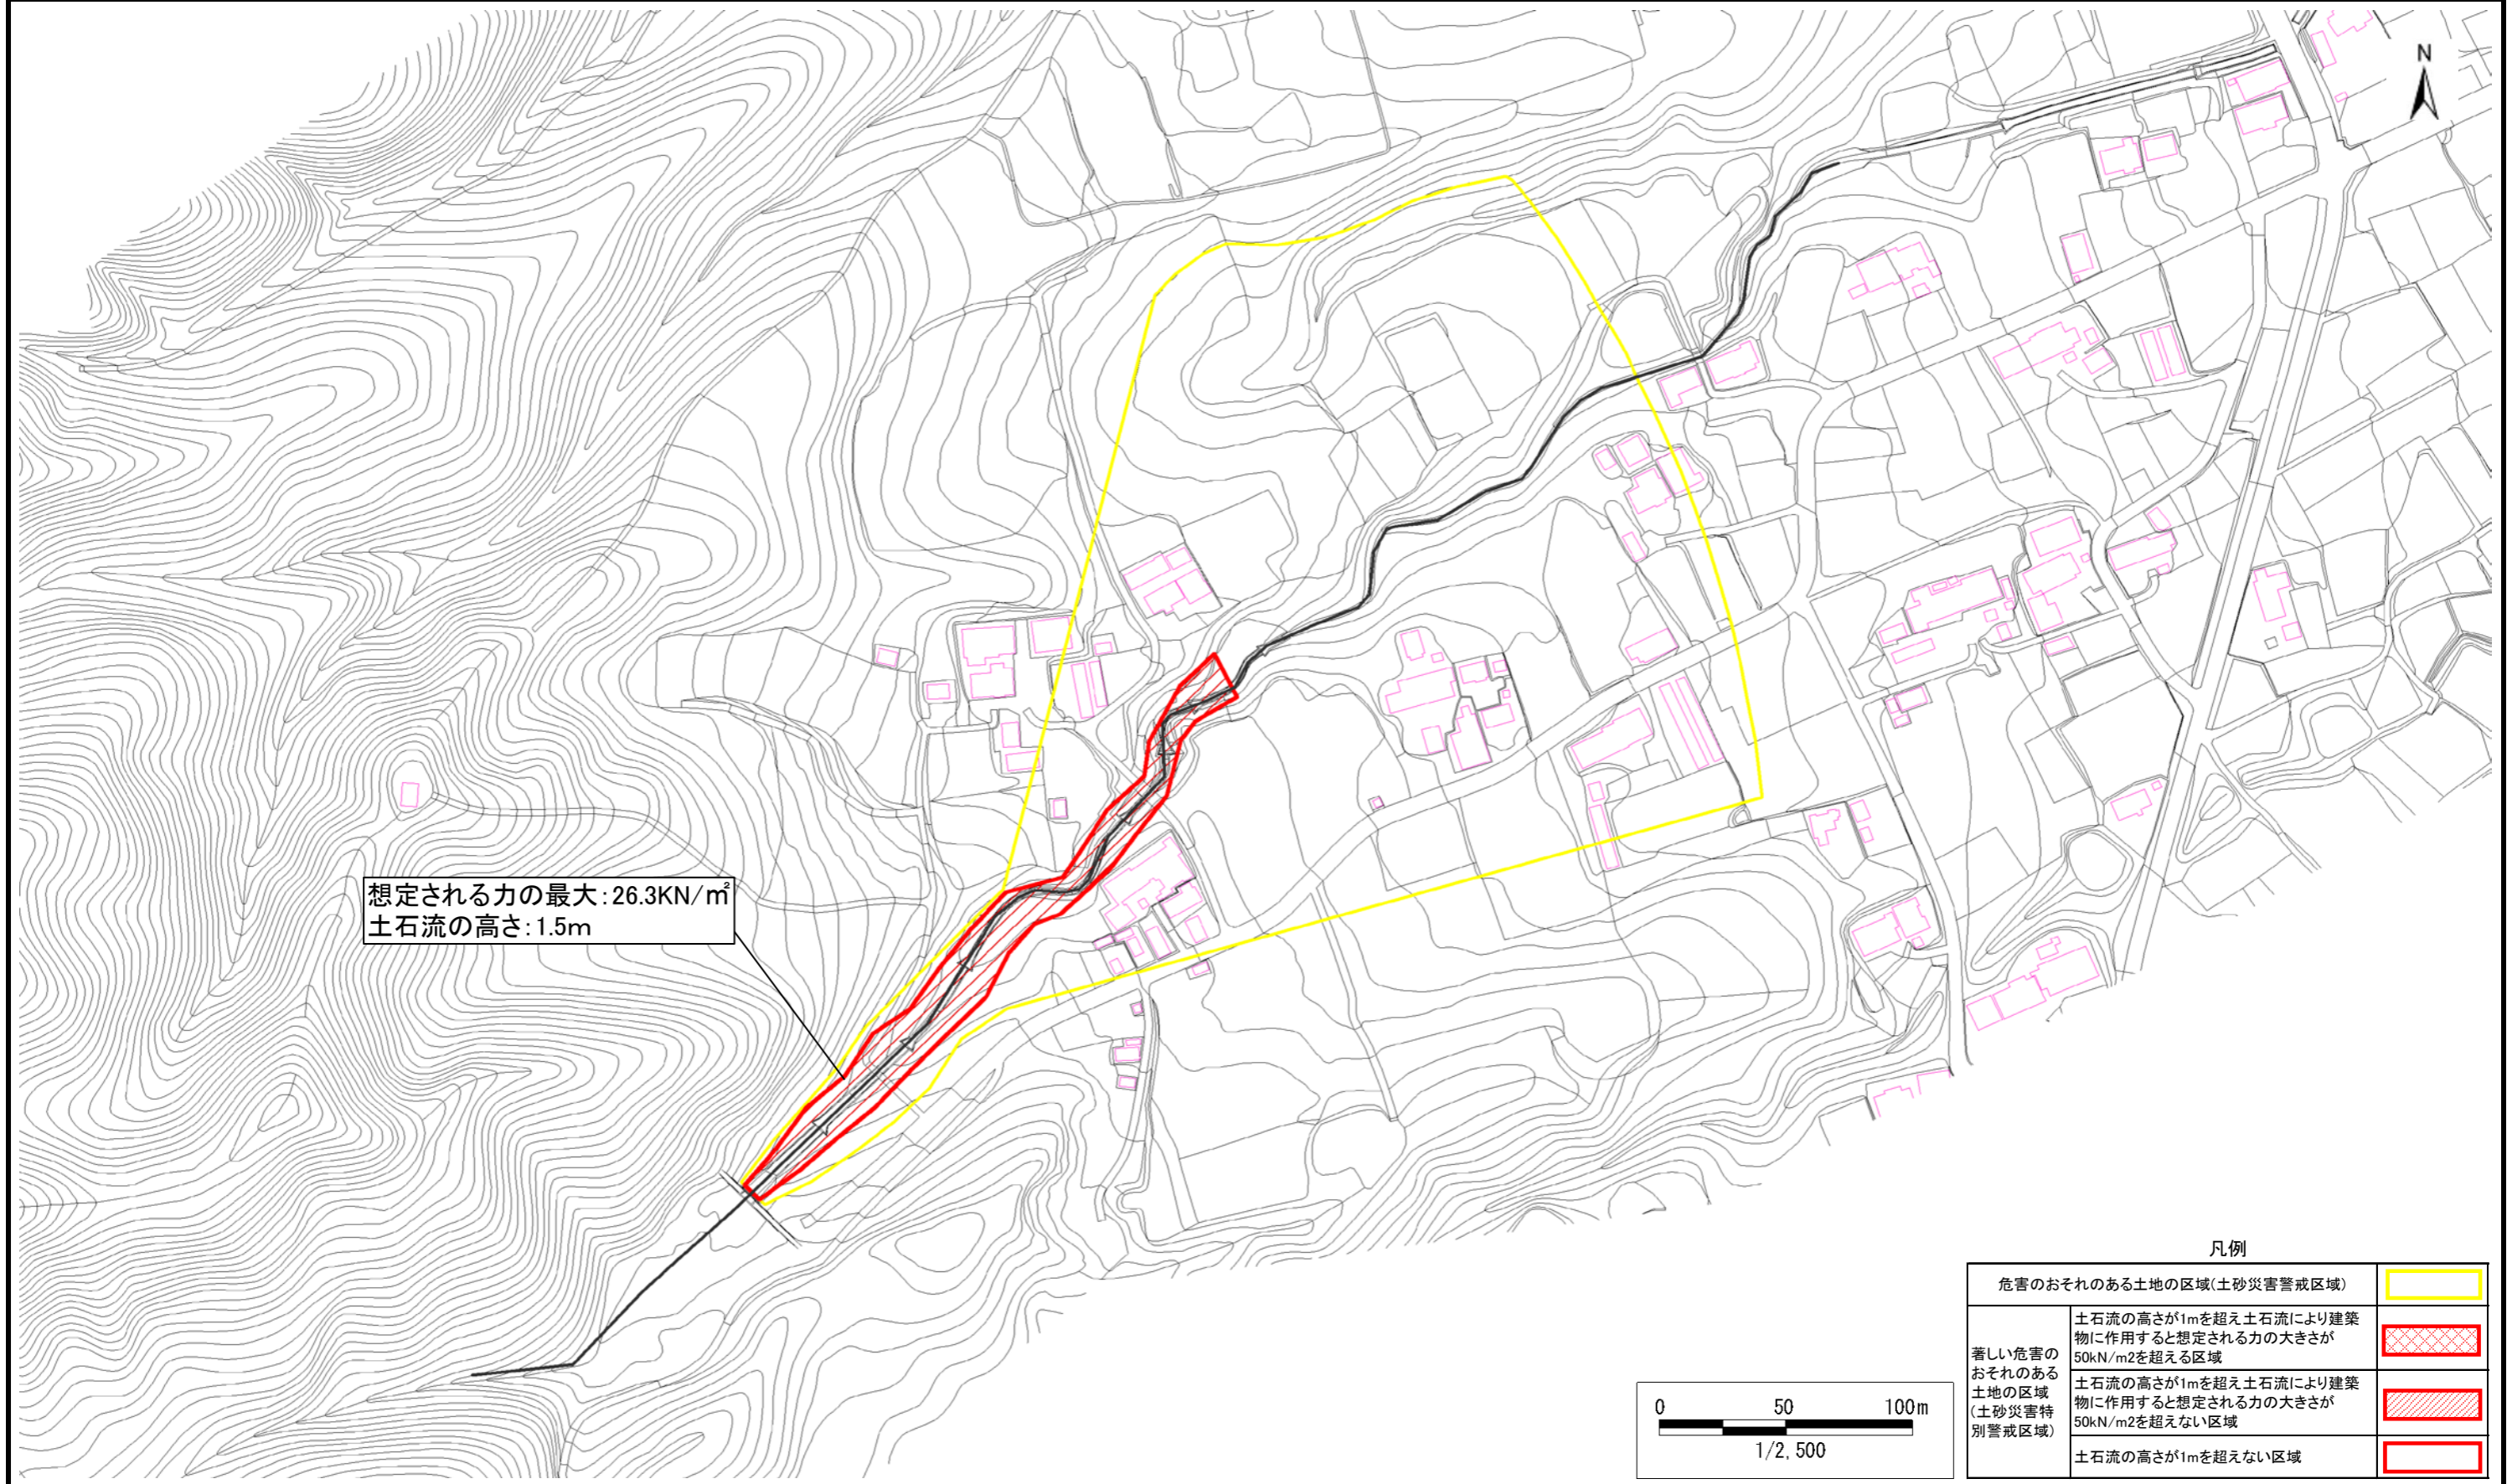 N
想定される力の最大:26.3KN/㎡
土石流の高さ:1.5m
凡例
危害のおそれのある土地の区域(土砂災害警戒区域)
著しい危害の
おそれのある
土地の区域
(土砂災害特
別警戒区域)
土石流の高さが1mを超え土石流により建築
物に作用すると想定される力の大きさが
50kN/m2を超える区域
土石流の高さが1mを超え土石流により建築
物に作用すると想定される力の大きさが
50kN/m2を超えない区域
土石流の高さが1mを超えない区域
0 50 100m
1/2,500